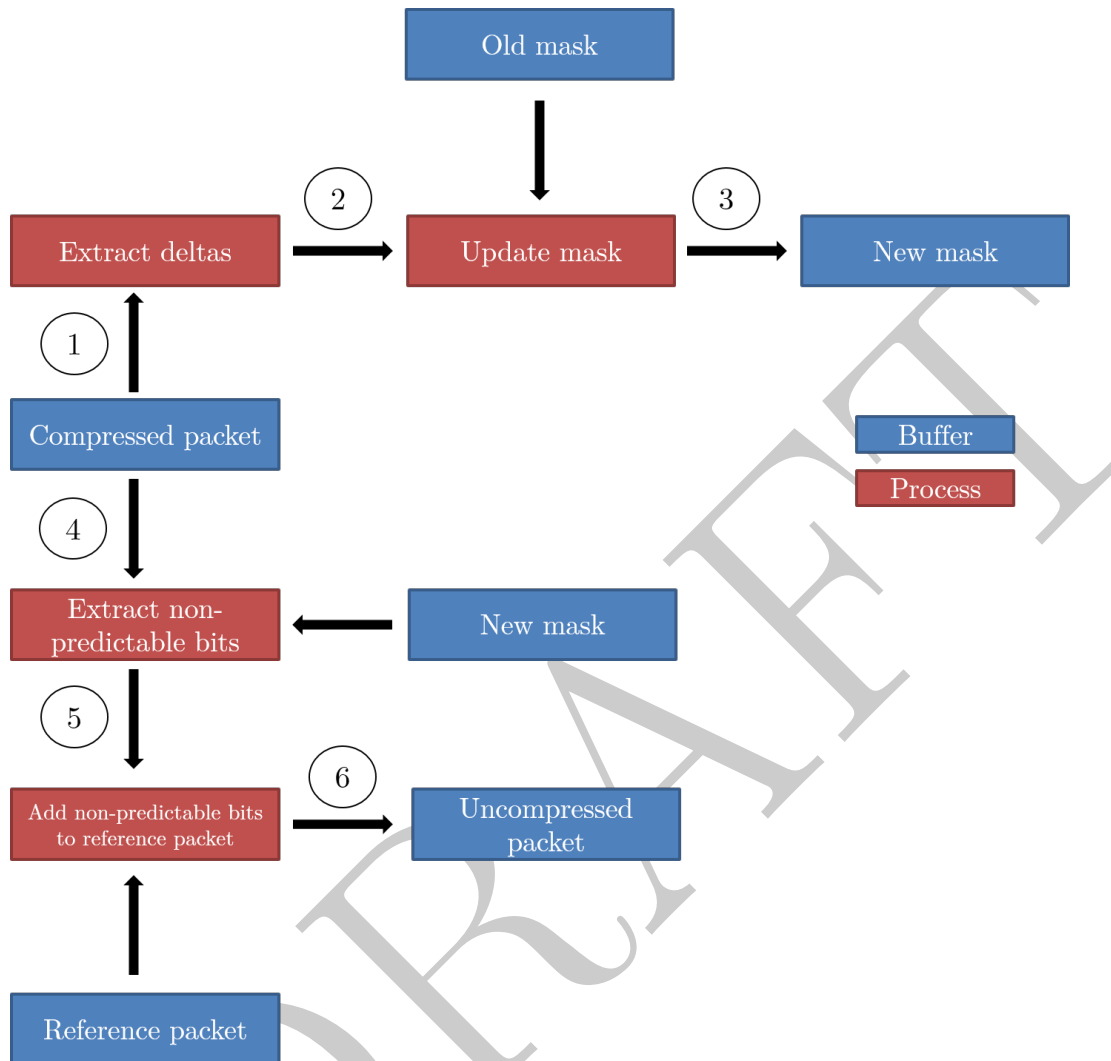 Old mask
2
3
Extract deltas
Update mask
New mask
1
Compressed packet
Buffer
Process
4
Extract non-
predictable bits
New mask
5
6
Add non-predictable bits
to reference packet
Uncompressed
packet
Reference packet
DRAFT